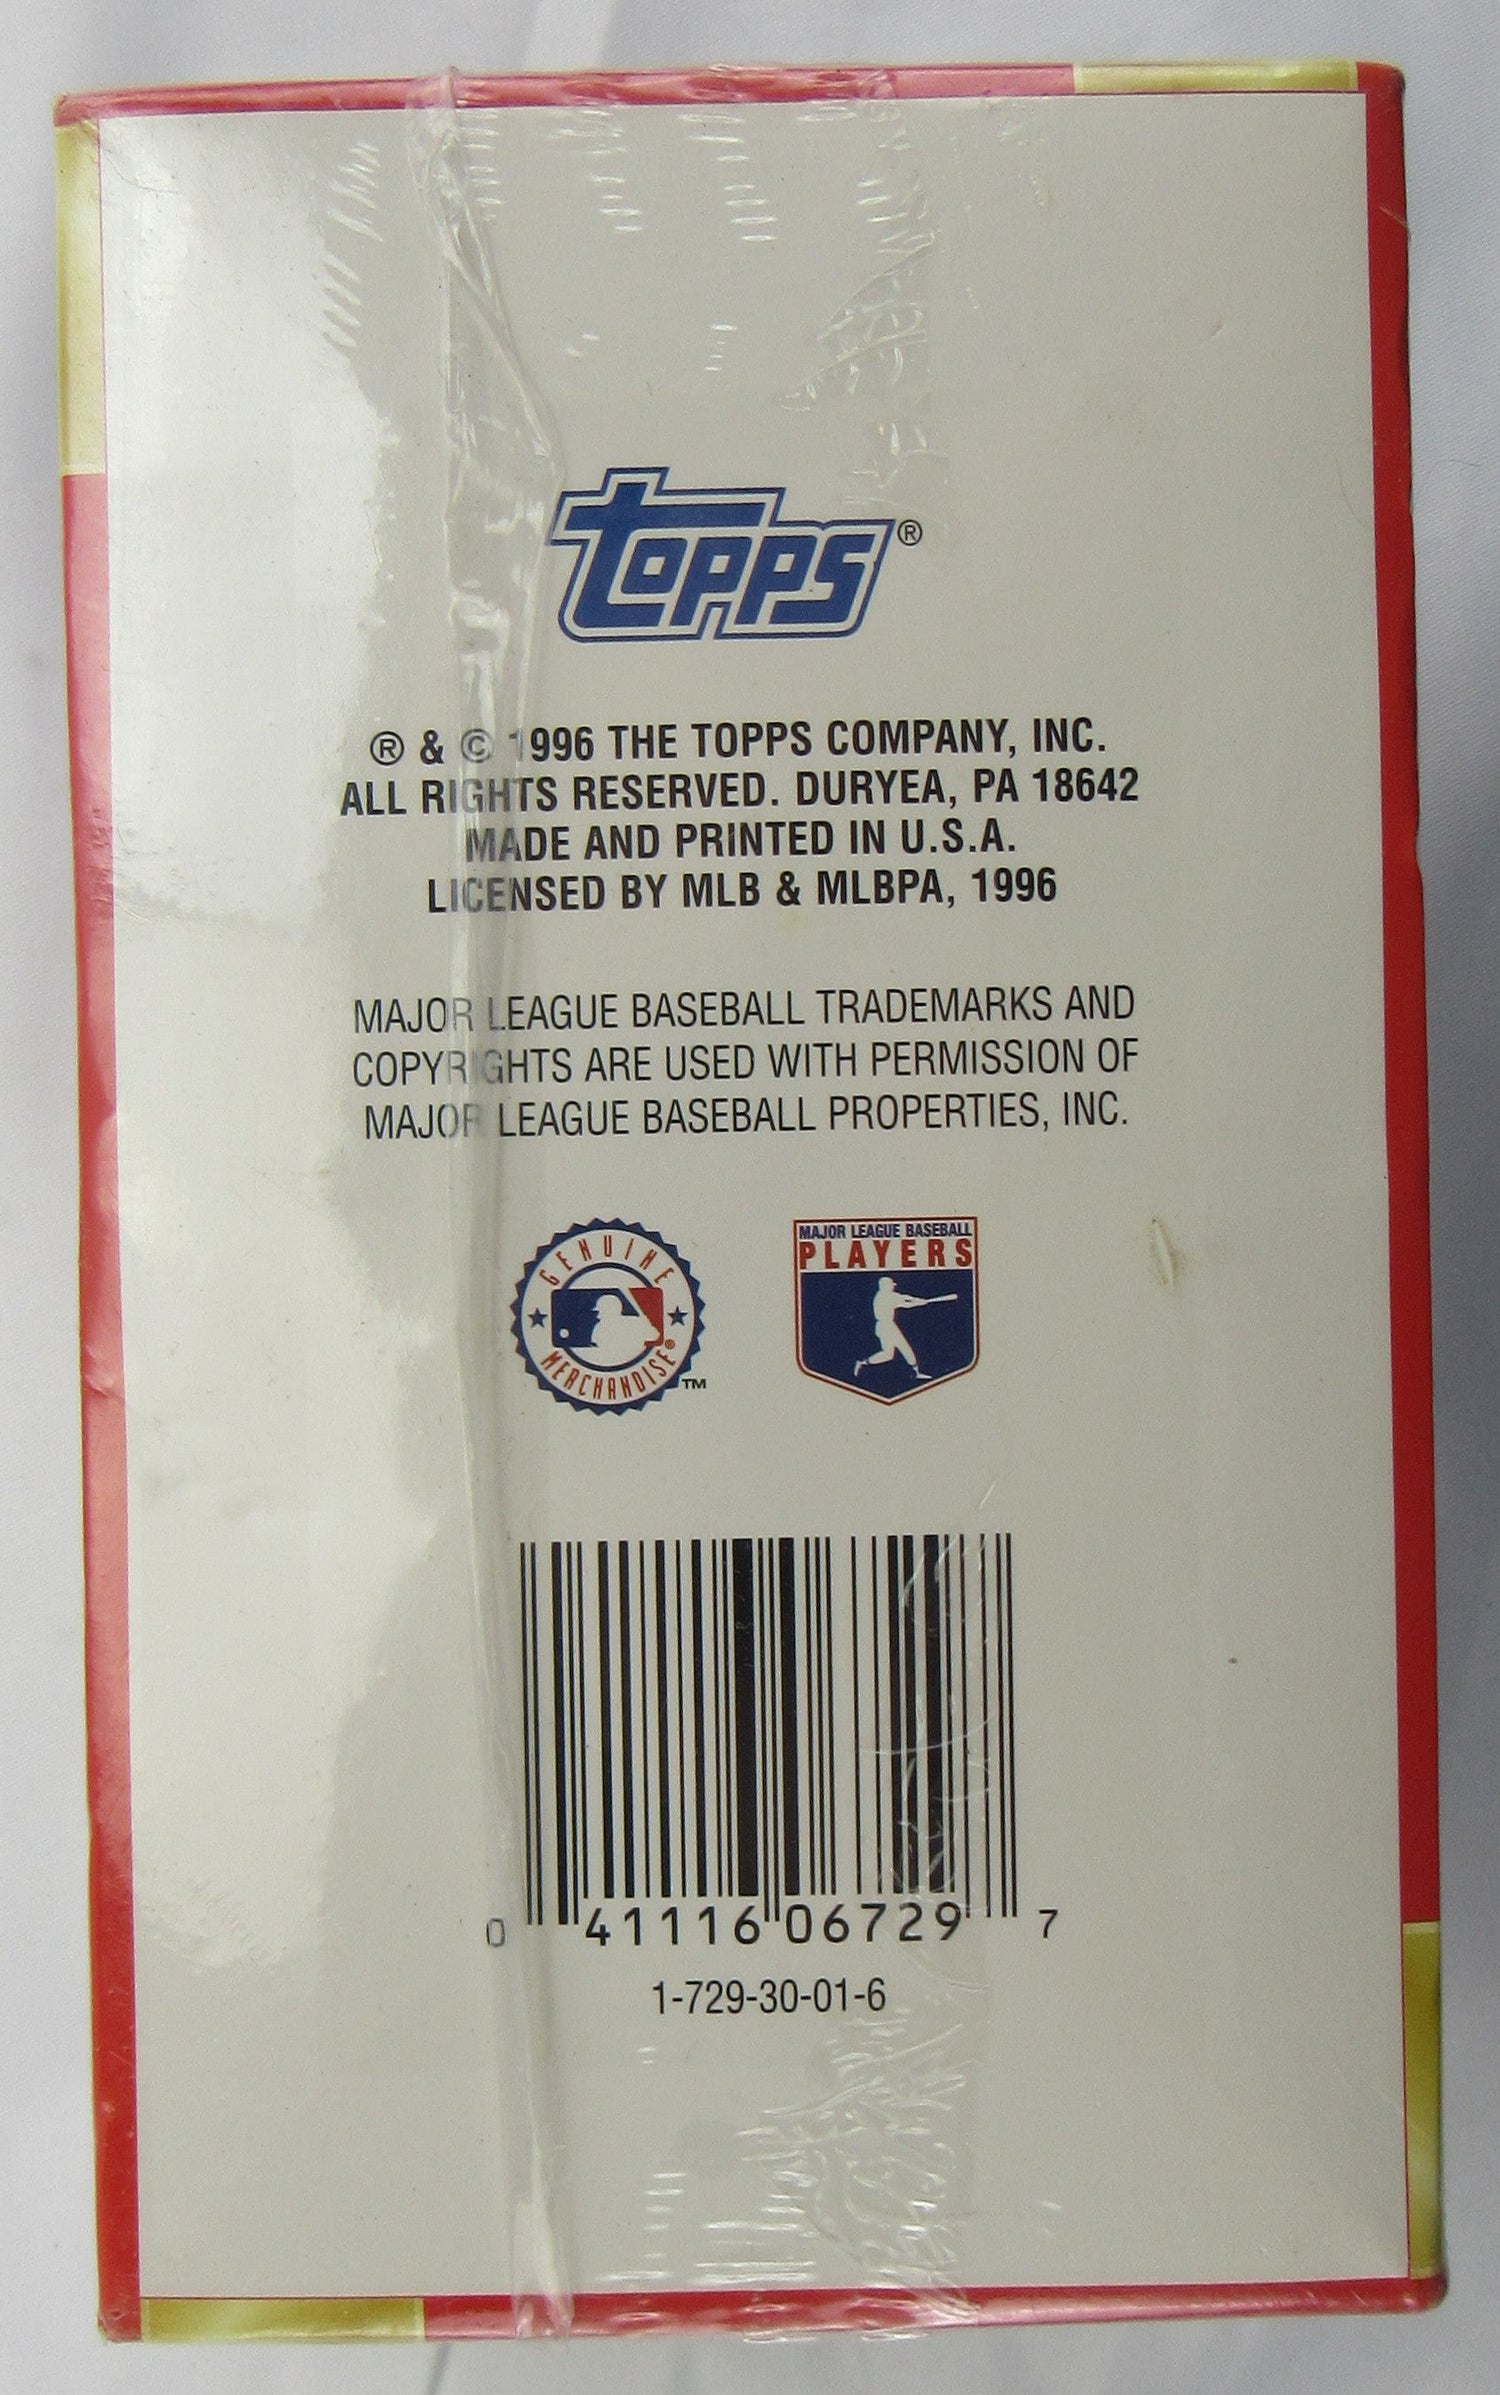 topps®
® & © 1996 THE TOPPS COMPANY, INC.
ALL RIGHTS RESERVED. DURYEA, PA 18642
MADE AND PRINTED IN U.S.A.
LICENSED BY MLB & MLBPA, 1996
MAJOR LEAGUE BASEBALL TRADEMARKS AND
COPYRIGHTS ARE USED WITH PERMISSION OF
MAJOR LEAGUE BASEBALL PROPERTIES, INC.
GENUINE
MERCHANDISE® TM
MAJOR LEAGUE BASEBALL
PLAYERS
0 41116 06729 7
1-729-30-01-6